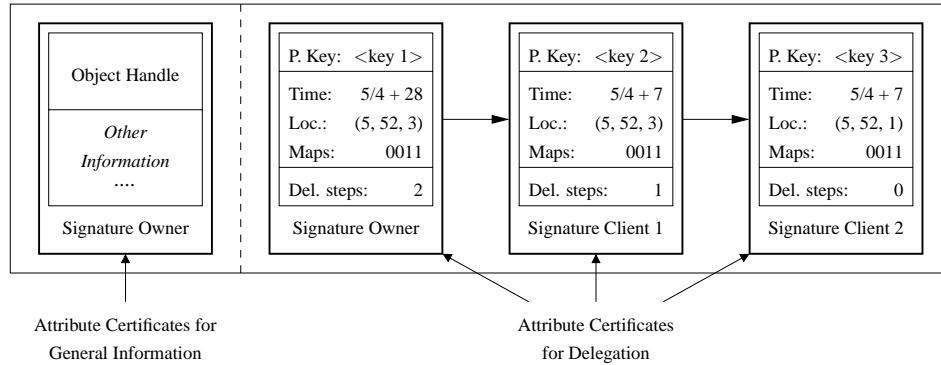 Object Handle
Other
Information
....
Signature Owner
P. Key: <key 1>
Time: 5/4 + 28
Loc.: (5, 52, 3)
Maps: 0011
Del. steps: 2
Signature Owner
P. Key: <key 2>
Time: 5/4 + 7
Loc.: (5, 52, 3)
Maps: 0011
Del. steps: 1
Signature Client 1
P. Key: <key 3>
Time: 5/4 + 7
Loc.: (5, 52, 1)
Maps: 0011
Del. steps: 0
Signature Client 2
Attribute Certificates for
General Information
Attribute Certificates
for Delegation